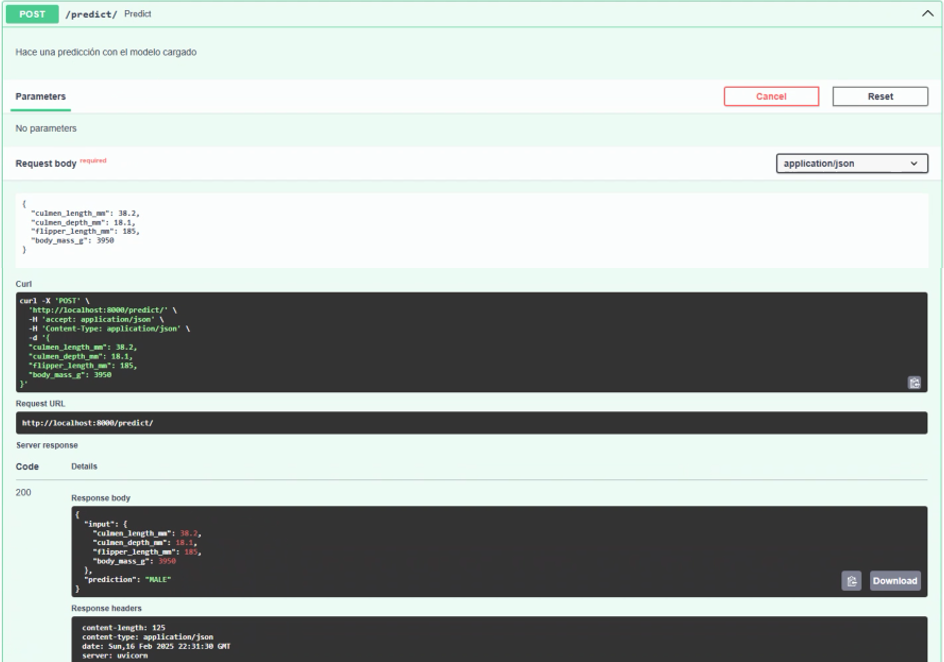 POST /predict/ Predict
Hace una predicción con el modelo cargado
Parameters Cancel Reset
No parameters
Request body required application/json
{
"culmen_length_mm": 38.2,
"culmen_depth_mm": 18.1,
"flipper_length_mm": 185,
"body_mass_g": 3950
}
Curl
curl -X 'POST' \
'http://localhost:8000/predict/' \
-H 'accept: application/json' \
-H 'Content-Type: application/json' \
-d '{
"culmen_length_mm": 38.2,
"culmen_depth_mm": 18.1,
"flipper_length_mm": 185,
"body_mass_g": 3950
}'
Request URL
http://localhost:8000/predict/
Server response
Code Details
200
Response body
{
"input": {
"culmen_length_mm": 38.2,
"culmen_depth_mm": 18.1,
"flipper_length_mm": 185,
"body_mass_g": 3950
},
"prediction": "MALE"
}
Download
Response headers
content-length: 125
content-type: application/json
date: Sun,16 Feb 2025 22:31:30 GMT
server: uvicorn